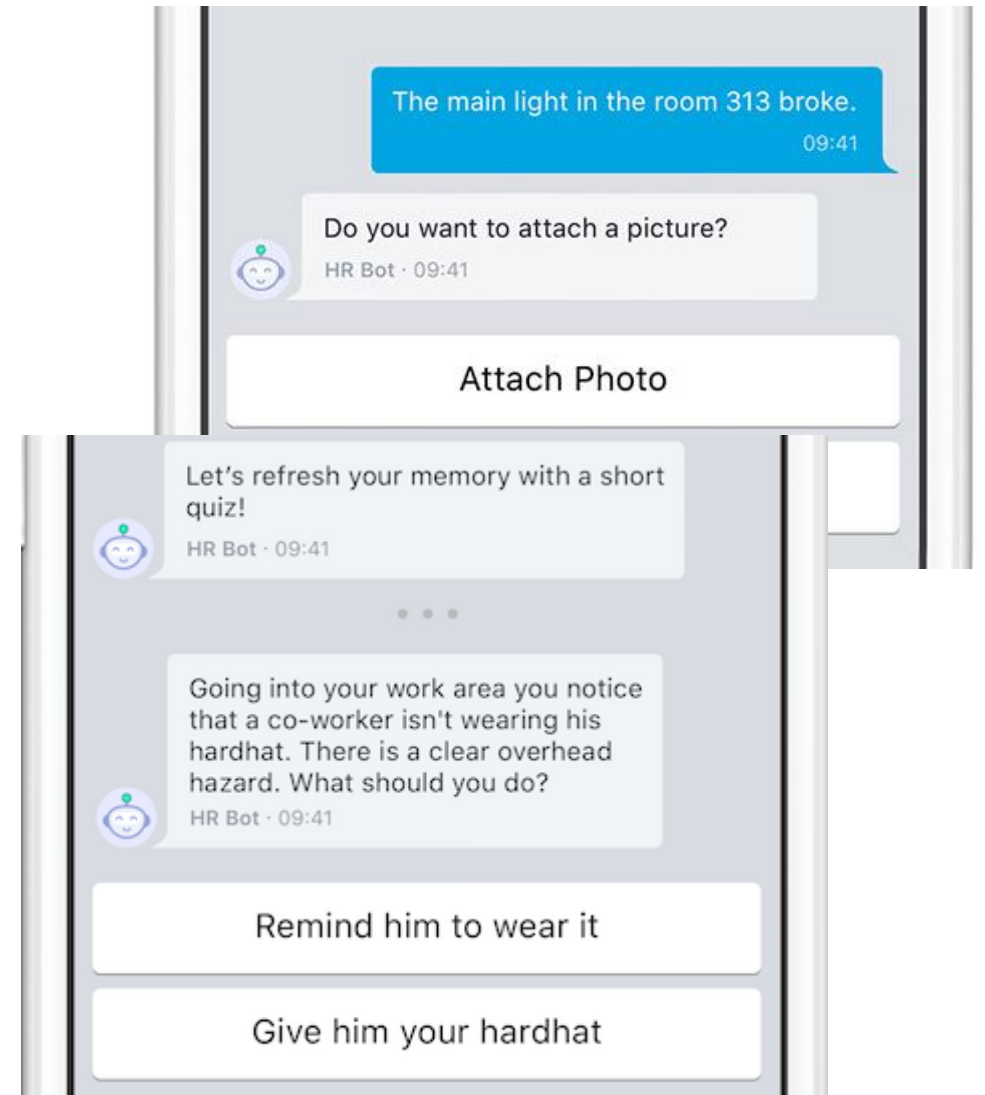 The main light in the room 313 broke.
09:41
Do you want to attach a picture?
HR Bot · 09:41
Attach Photo
Let’s refresh your memory with a short
quiz!
HR Bot · 09:41
Going into your work area you notice
that a co-worker isn't wearing his
hardhat. There is a clear overhead
hazard. What should you do?
HR Bot · 09:41
Remind him to wear it
Give him your hardhat